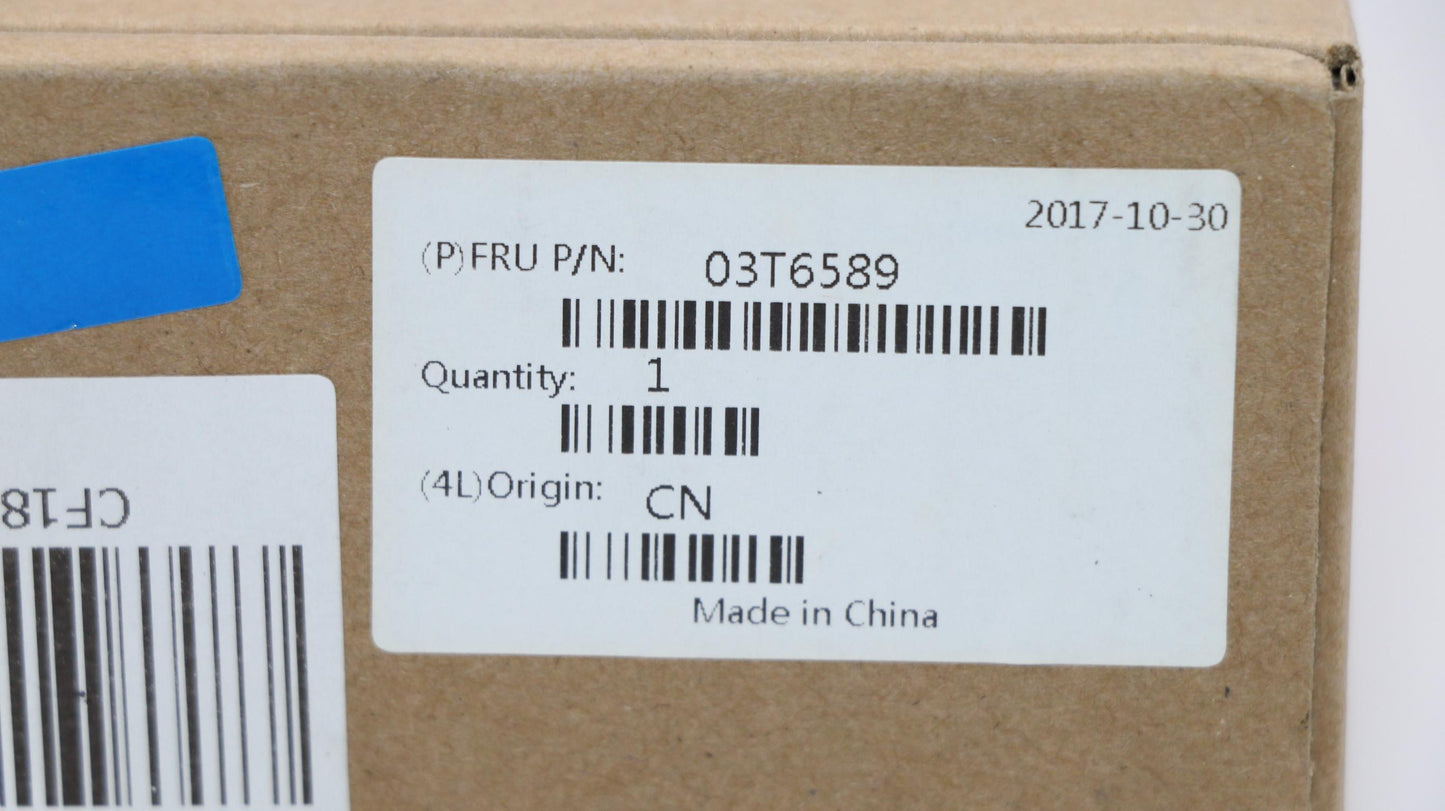 2017-10-30
(P)FRU P/N: 03T6589
Quantity: 1
(4L)Origin: CN
Made in China
CF18